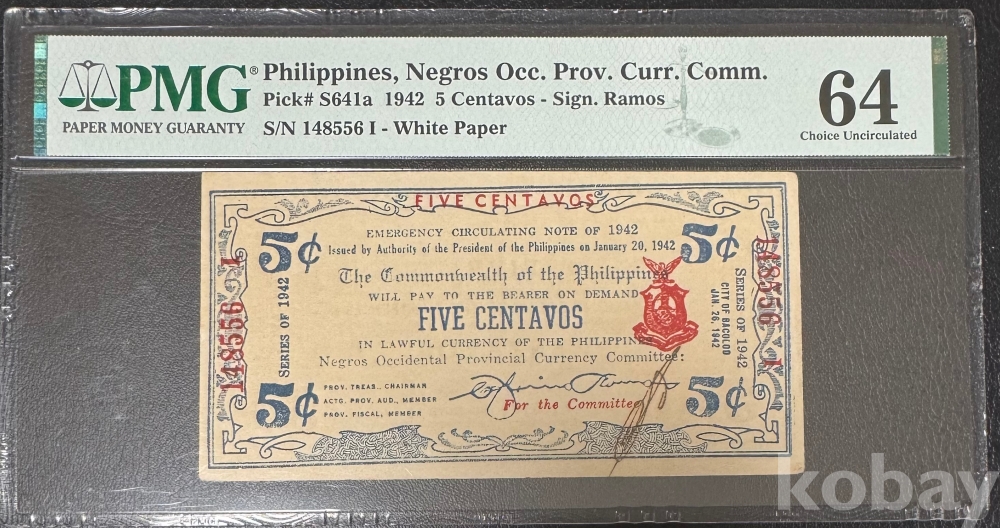 PMG® Philippines, Negros Occ. Prov. Curr. Comm.
Pick# S641a 1942 5 Centavos - Sign. Ramos
PAPER MONEY GUARANTY S/N 148556 I - White Paper
64
Choice Uncirculated
FIVE CENTAVOS
EMERGENCY CIRCULATING NOTE OF 1942
Issued by Authority of the President of the Philippines on January 20, 1942
5¢ 5¢
The Commonwealth of the Philippines
WILL PAY TO THE BEARER ON DEMAND
FIVE CENTAVOS
IN LAWFUL CURRENCY OF THE PHILIPPINES
Negros Occidental Provincial Currency Committee:
PROV. TREAS., CHAIRMAN
ACTG. PROV. AUD., MEMBER
PROV. FISCAL, MEMBER
For the Committee
5¢ 5¢
148556 I
SERIES OF 1942
CITY OF BACOLOD
JAN. 26, 1942
SERIES OF 1942
148556 I
kobay